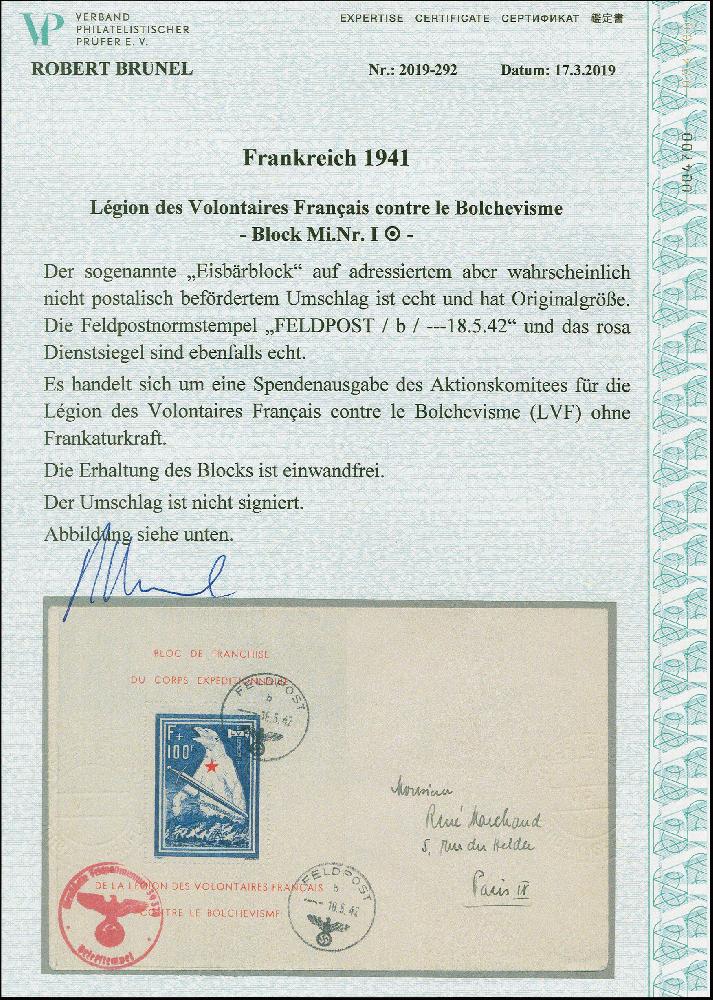 VP VERBAND
PHILATELISTISCHER
PRÜFER E. V.
EXPERTISE CERTIFICATE СЕРТИФИКАТ 鑑定書
ROBERT BRUNEL
Nr.: 2019-292 Datum: 17.3.2019
004700
Frankreich 1941
Légion des Volontaires Français contre le Bolchevisme
- Block Mi.Nr. I ⊙ -
Der sogenannte „Eisbärblock“ auf adressiertem aber wahrscheinlich
nicht postalisch befördertem Umschlag ist echt und hat Originalgröße.
Die Feldpostnormstempel „FELDPOST / b / ---18.5.42“ und das rosa
Dienstsiegel sind ebenfalls echt.
Es handelt sich um eine Spendenausgabe des Aktionskomitees für die
Légion des Volontaires Français contre le Bolchevisme (LVF) ohne
Frankaturkraft.
Die Erhaltung des Blocks ist einwandfrei.
Der Umschlag ist nicht signiert.
Abbildung siehe unten.
BLOC DE FRANCHISE
DU CORPS EXPEDITIONNAIRE
FELDPOST
b
18.5.42
F+
100F
Monsieur
René Marchand
5, rue du Helder
Paris IX
DE LA LEGION DES VOLONTAIRES FRANÇAIS
CONTRE LE BOLCHEVISME
FELDPOST
b
18.5.42
Briefstempel